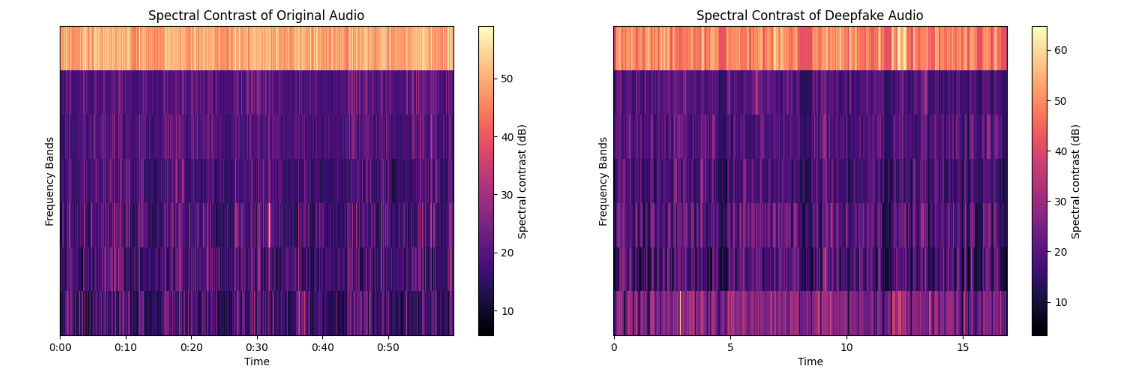 Spectral Contrast of Original Audio
Frequency Bands
0:00 0:10 0:20 0:30 0:40 0:50
Time
50
40
30
20
10
Spectral contrast (dB)
Spectral Contrast of Deepfake Audio
Frequency Bands
0 5 10 15
Time
60
50
40
30
20
10
Spectral contrast (dB)